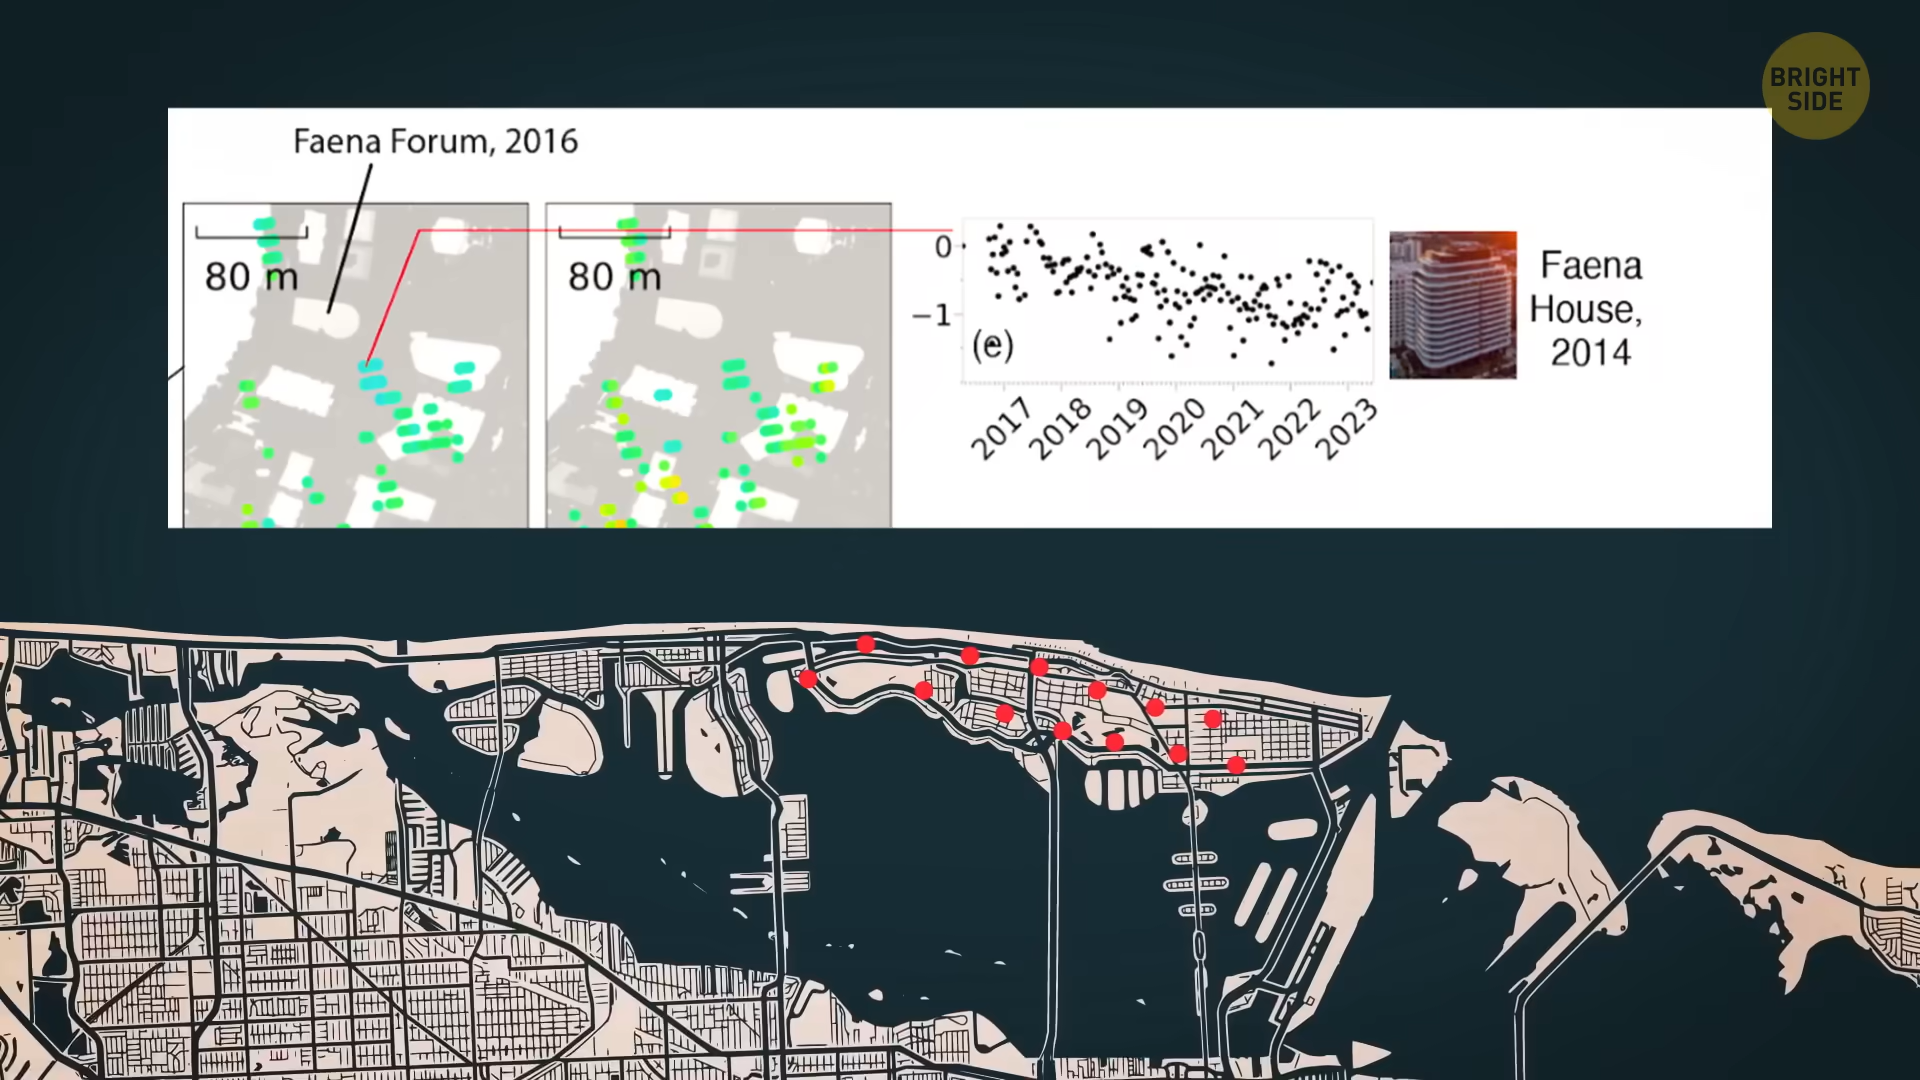 BRIGHT
SIDE
Faena Forum, 2016
80 m
80 m
0
−1
(e)
2017
2018
2019
2020
2021
2022
2023
Faena
House,
2014